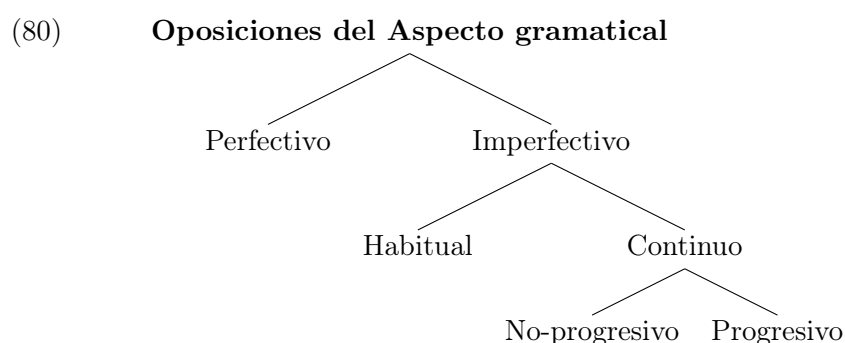 (80) Oposiciones del Aspecto gramatical
Perfectivo Imperfectivo
Habitual Continuo
No-progresivo Progresivo